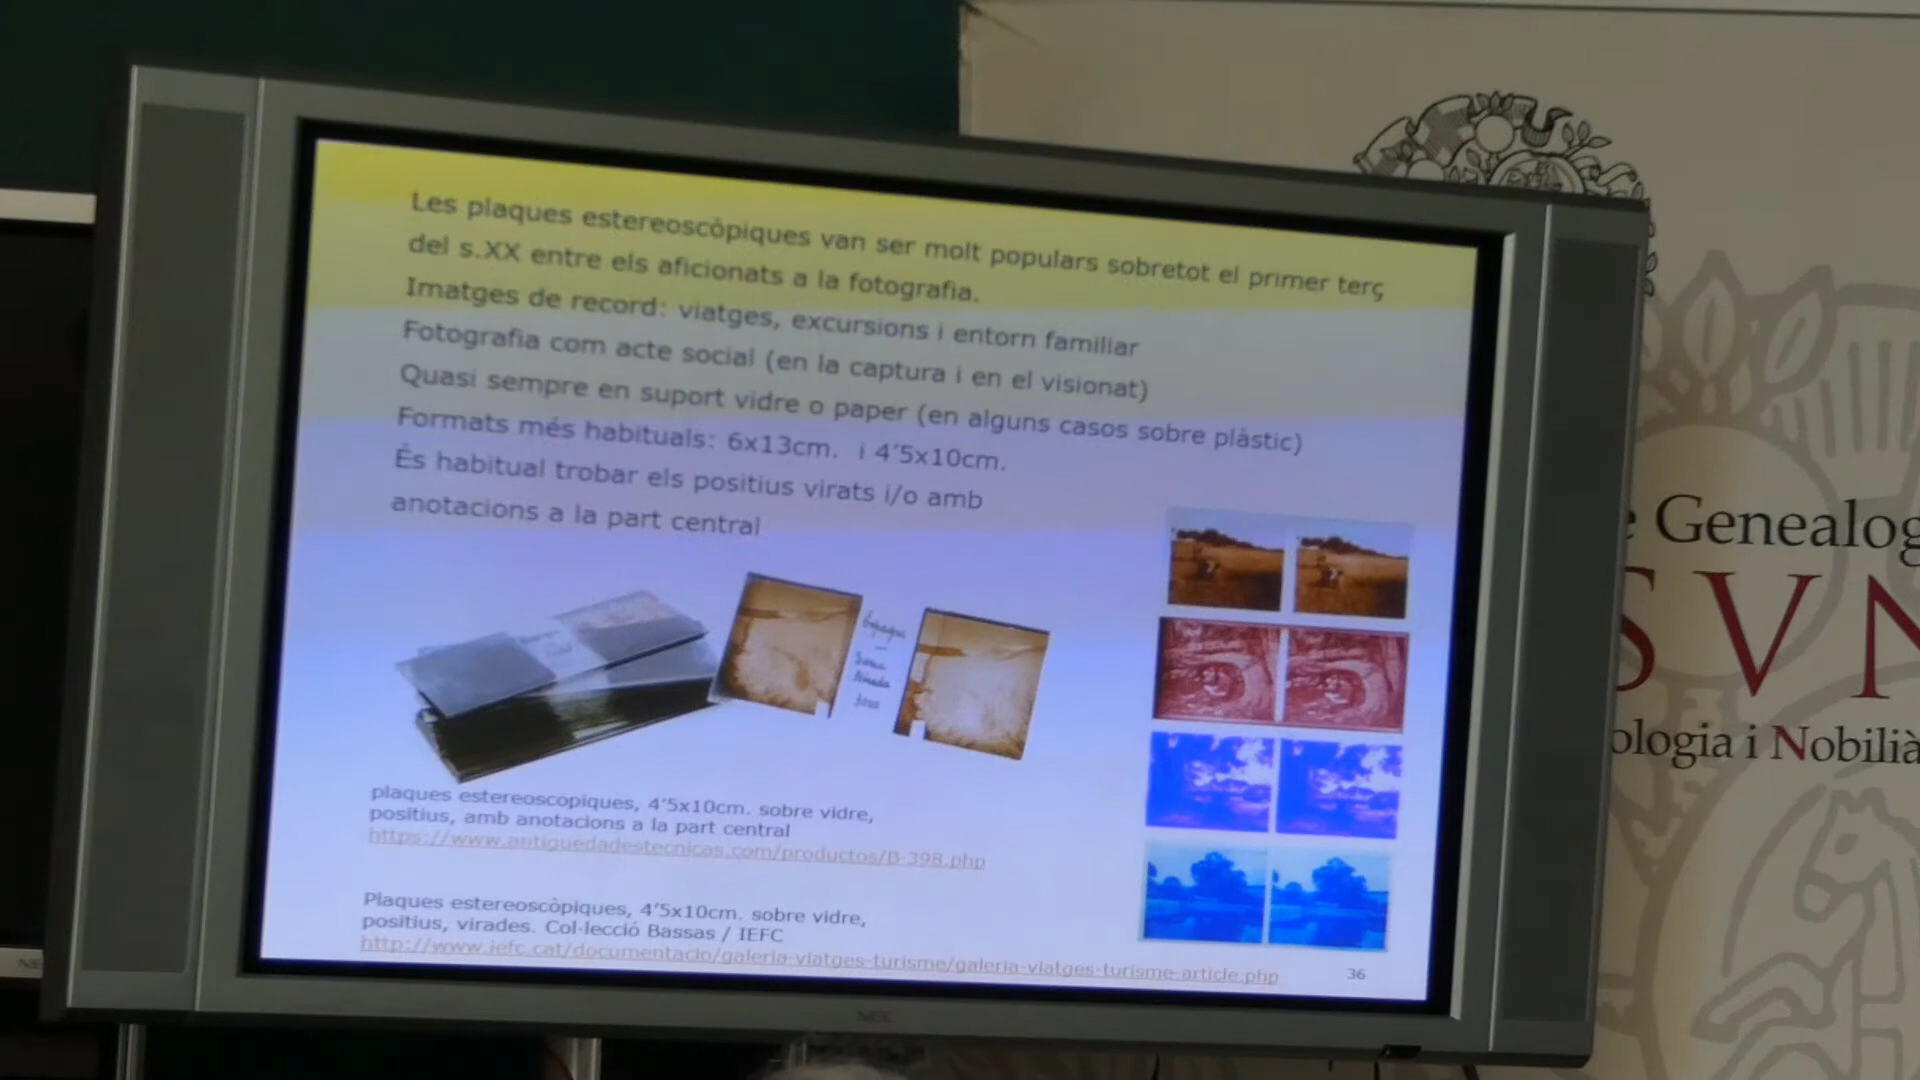 Les plaques estereoscòpiques van ser molt populars sobretot el primer terç
del s.XX entre els aficionats a la fotografia.
Imatges de record: viatges, excursions i entorn familiar
Fotografia com acte social (en la captura i en el visionat)
Quasi sempre en suport vidre o paper (en alguns casos sobre plàstic)
Formats més habituals: 6x13cm. i 4'5x10cm.
És habitual trobar els positius virats i/o amb
anotacions a la part central
plaques estereoscòpiques, 4'5x10cm. sobre vidre,
positius, amb anotacions a la part central
https://www.antiguedadestecnicas.com/productos/B-398.php
Plaques estereoscòpiques, 4'5x10cm. sobre vidre,
positius, virades. Col·lecció Bassas / IEFC
http://www.iefc.cat/documentacio/galeria-viatges-turisme/galeria-viatges-turisme-article.php
36
NEC
e Genealog
SVN
ologia i Nobilià